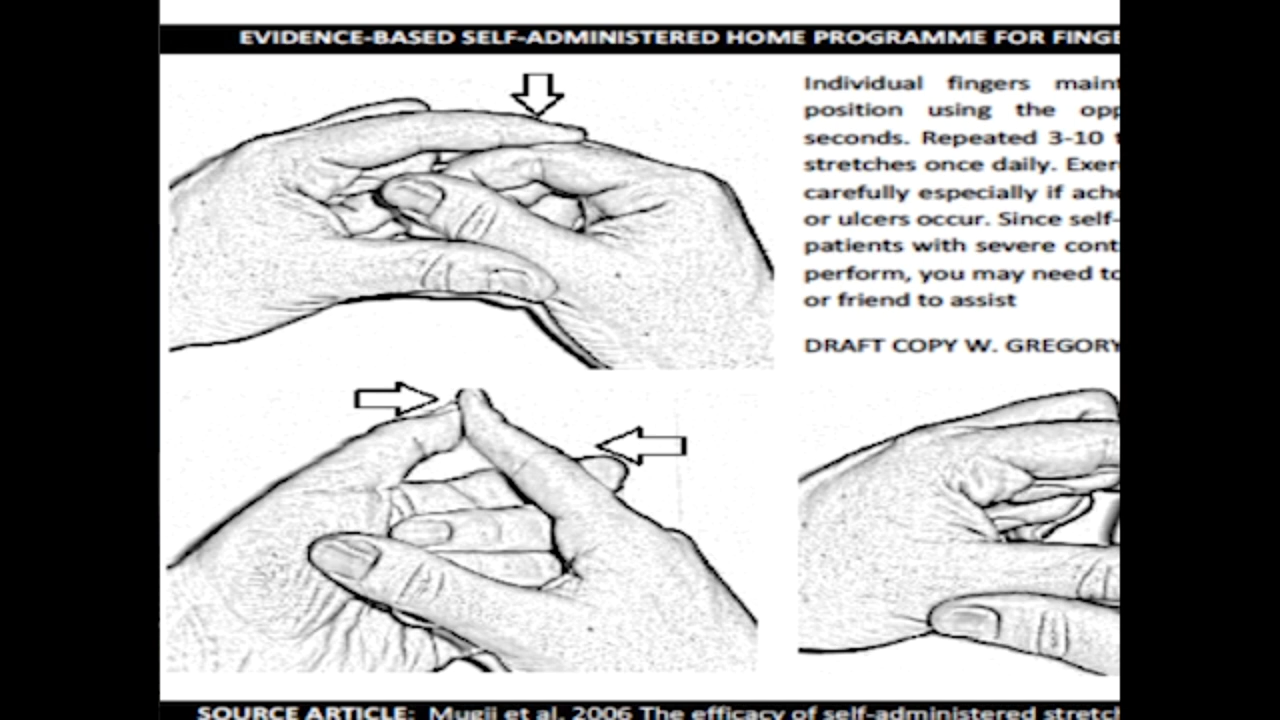 EVIDENCE-BASED SELF-ADMINISTERED HOME PROGRAMME FOR FINGE
Individual fingers maint
position using the opp
seconds. Repeated 3-10 t
stretches once daily. Exer
carefully especially if ache
or ulcers occur. Since self-
patients with severe cont
perform, you may need to
or friend to assist
DRAFT COPY W. GREGORY
SOURCE ARTICLE: Mugii et al. 2006 The efficacy of self-administered stretch